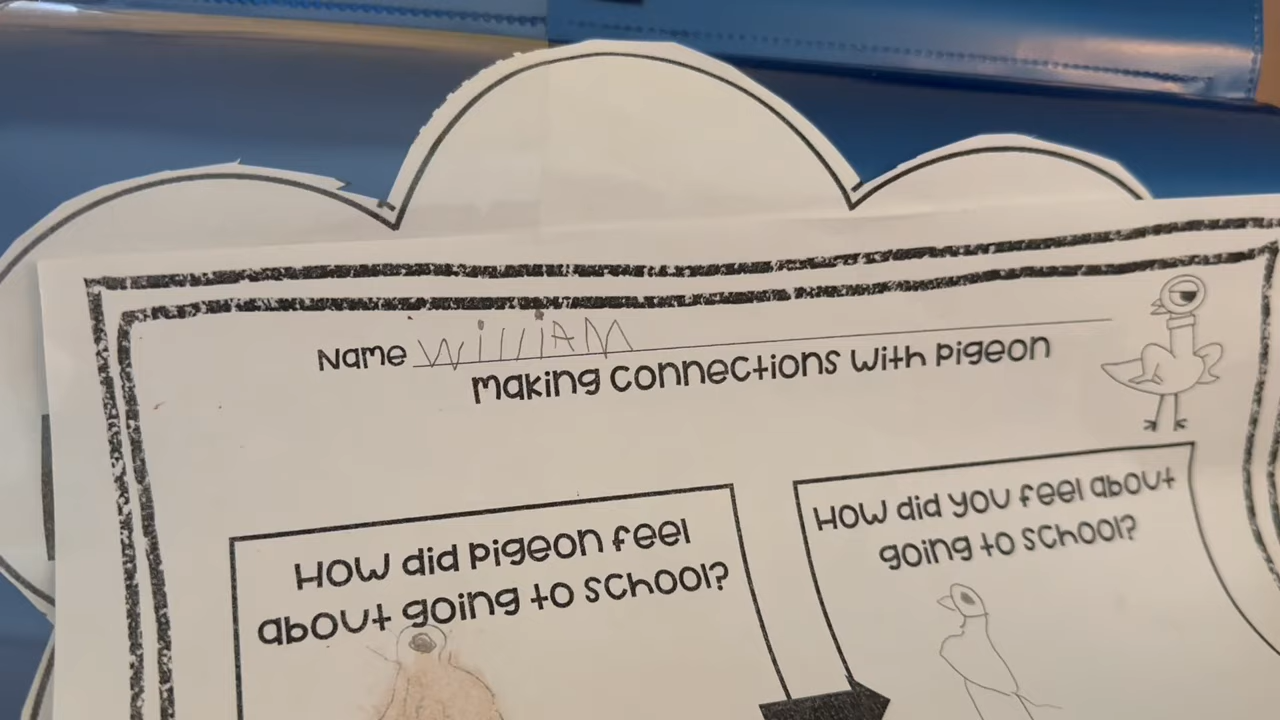 Name WilliAM
Making Connections with Pigeon
How did pigeon feel
about going to school?
How did you feel about
going to school?